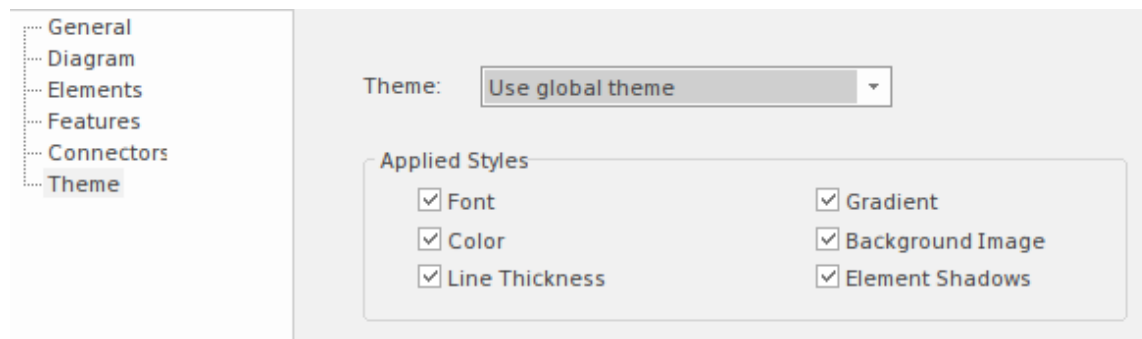 General
Diagram
Elements
Features
Connectors
Theme
Theme: Use global theme
Applied Styles
Font Gradient
Color Background Image
Line Thickness Element Shadows